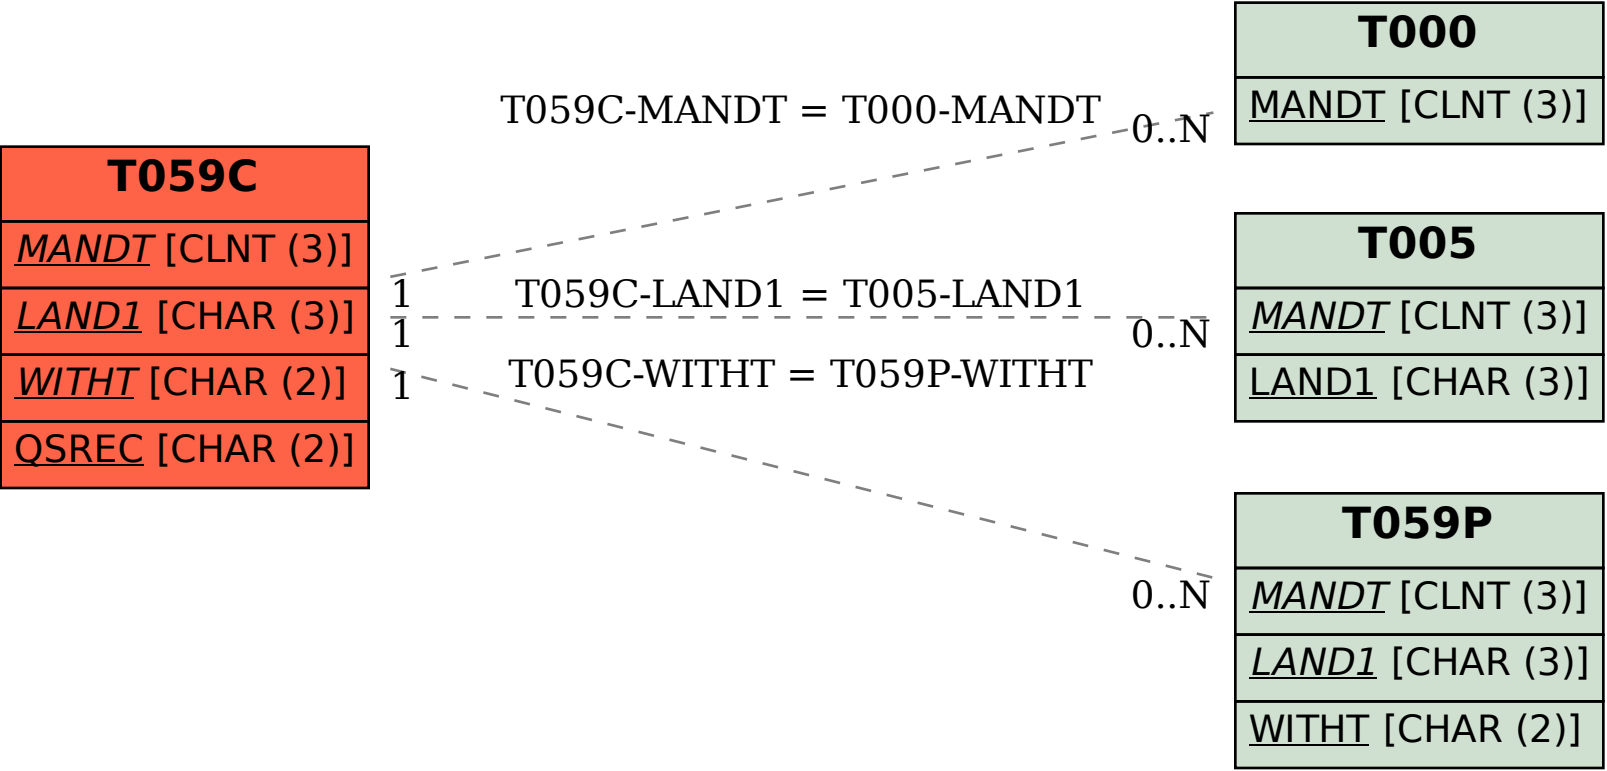 T059C
MANDT [CLNT (3)]
LAND1 [CHAR (3)]
WITHT [CHAR (2)]
QSREC [CHAR (2)]
T059C-MANDT = T000-MANDT
0..N
1
T059C-LAND1 = T005-LAND1
0..N
1
T059C-WITHT = T059P-WITHT
0..N
1
T000
MANDT [CLNT (3)]
T005
MANDT [CLNT (3)]
LAND1 [CHAR (3)]
T059P
MANDT [CLNT (3)]
LAND1 [CHAR (3)]
WITHT [CHAR (2)]